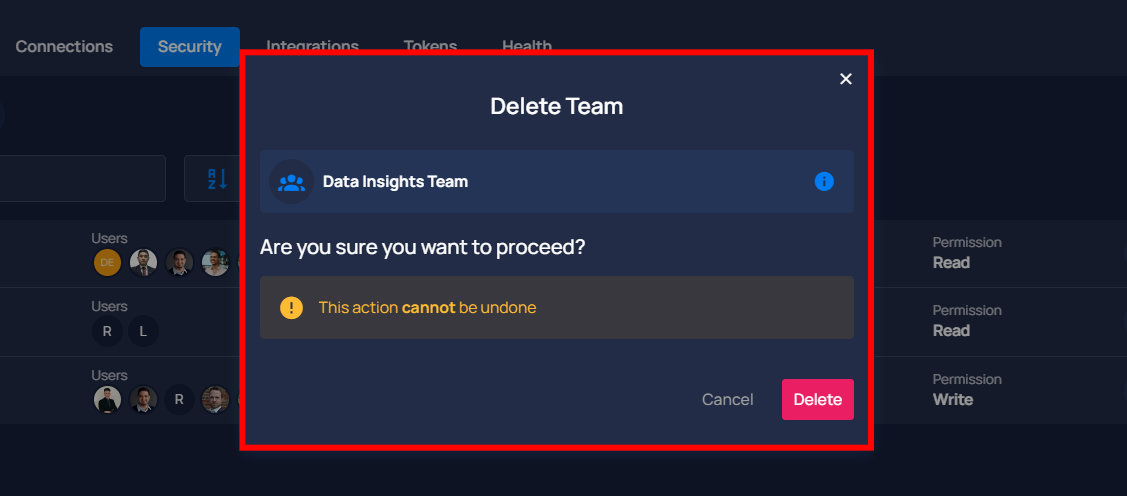 Connections
Security
Integrations
Tokens
Health
Delete Team
A
Z
Data Insights Team
Are you sure you want to proceed?
This action cannot be undone
Cancel
Delete
Users
DE
Permission
Read
Users
R
L
Permission
Read
Users
R
Permission
Write